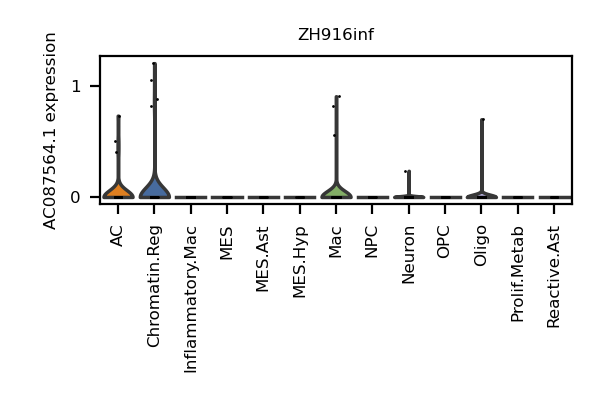 ZH916inf
AC087564.1 expression
1
0
AC
Chromatin.Reg
Inflammatory.Mac
MES
MES.Ast
MES.Hyp
Mac
NPC
Neuron
OPC
Oligo
Prolif.Metab
Reactive.Ast